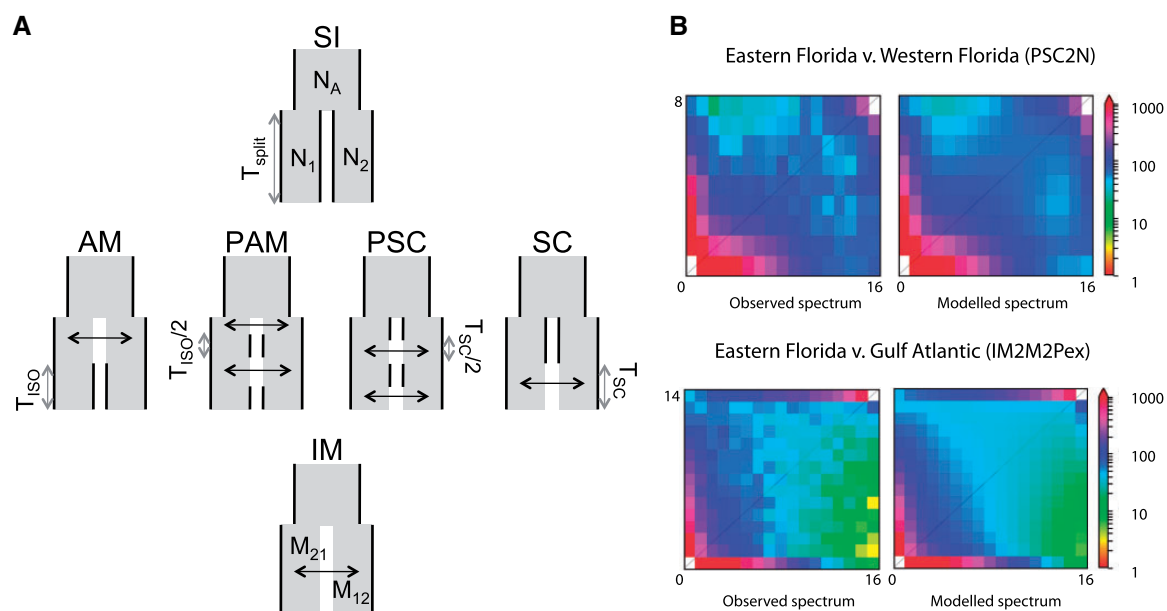 A
SI
N_A
T_split
N_1 N_2
AM PAM PSC SC
T_ISO
T_ISO/2
T_SC/2
T_SC
IM
M_21
M_12
B
Eastern Florida v. Western Florida (PSC2N)
8
0 16
Observed spectrum
0 16
Modelled spectrum
1000
100
10
1
Eastern Florida v. Gulf Atlantic (IM2M2Pex)
14
0 16
Observed spectrum
0 16
Modelled spectrum
1000
100
10
1